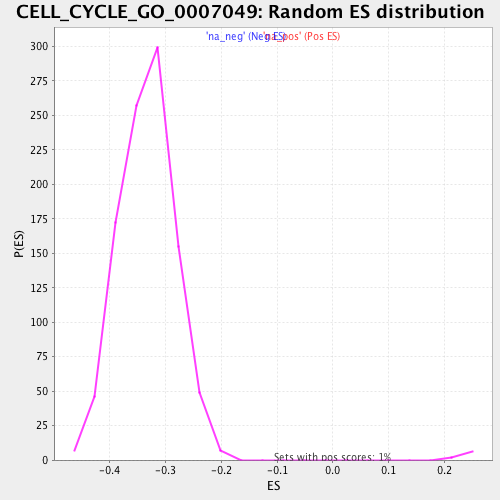 CELL_CYCLE_GO_0007049: Random ES distribution
'na_neg' (Neg ES)
'na_pos' (Pos ES)
300
275
250
225
200
175
150
125
100
75
50
25
0
P(ES)
Sets with pos scores: 1%
-0.4 -0.3 -0.2 -0.1 0.0 0.1 0.2
ES